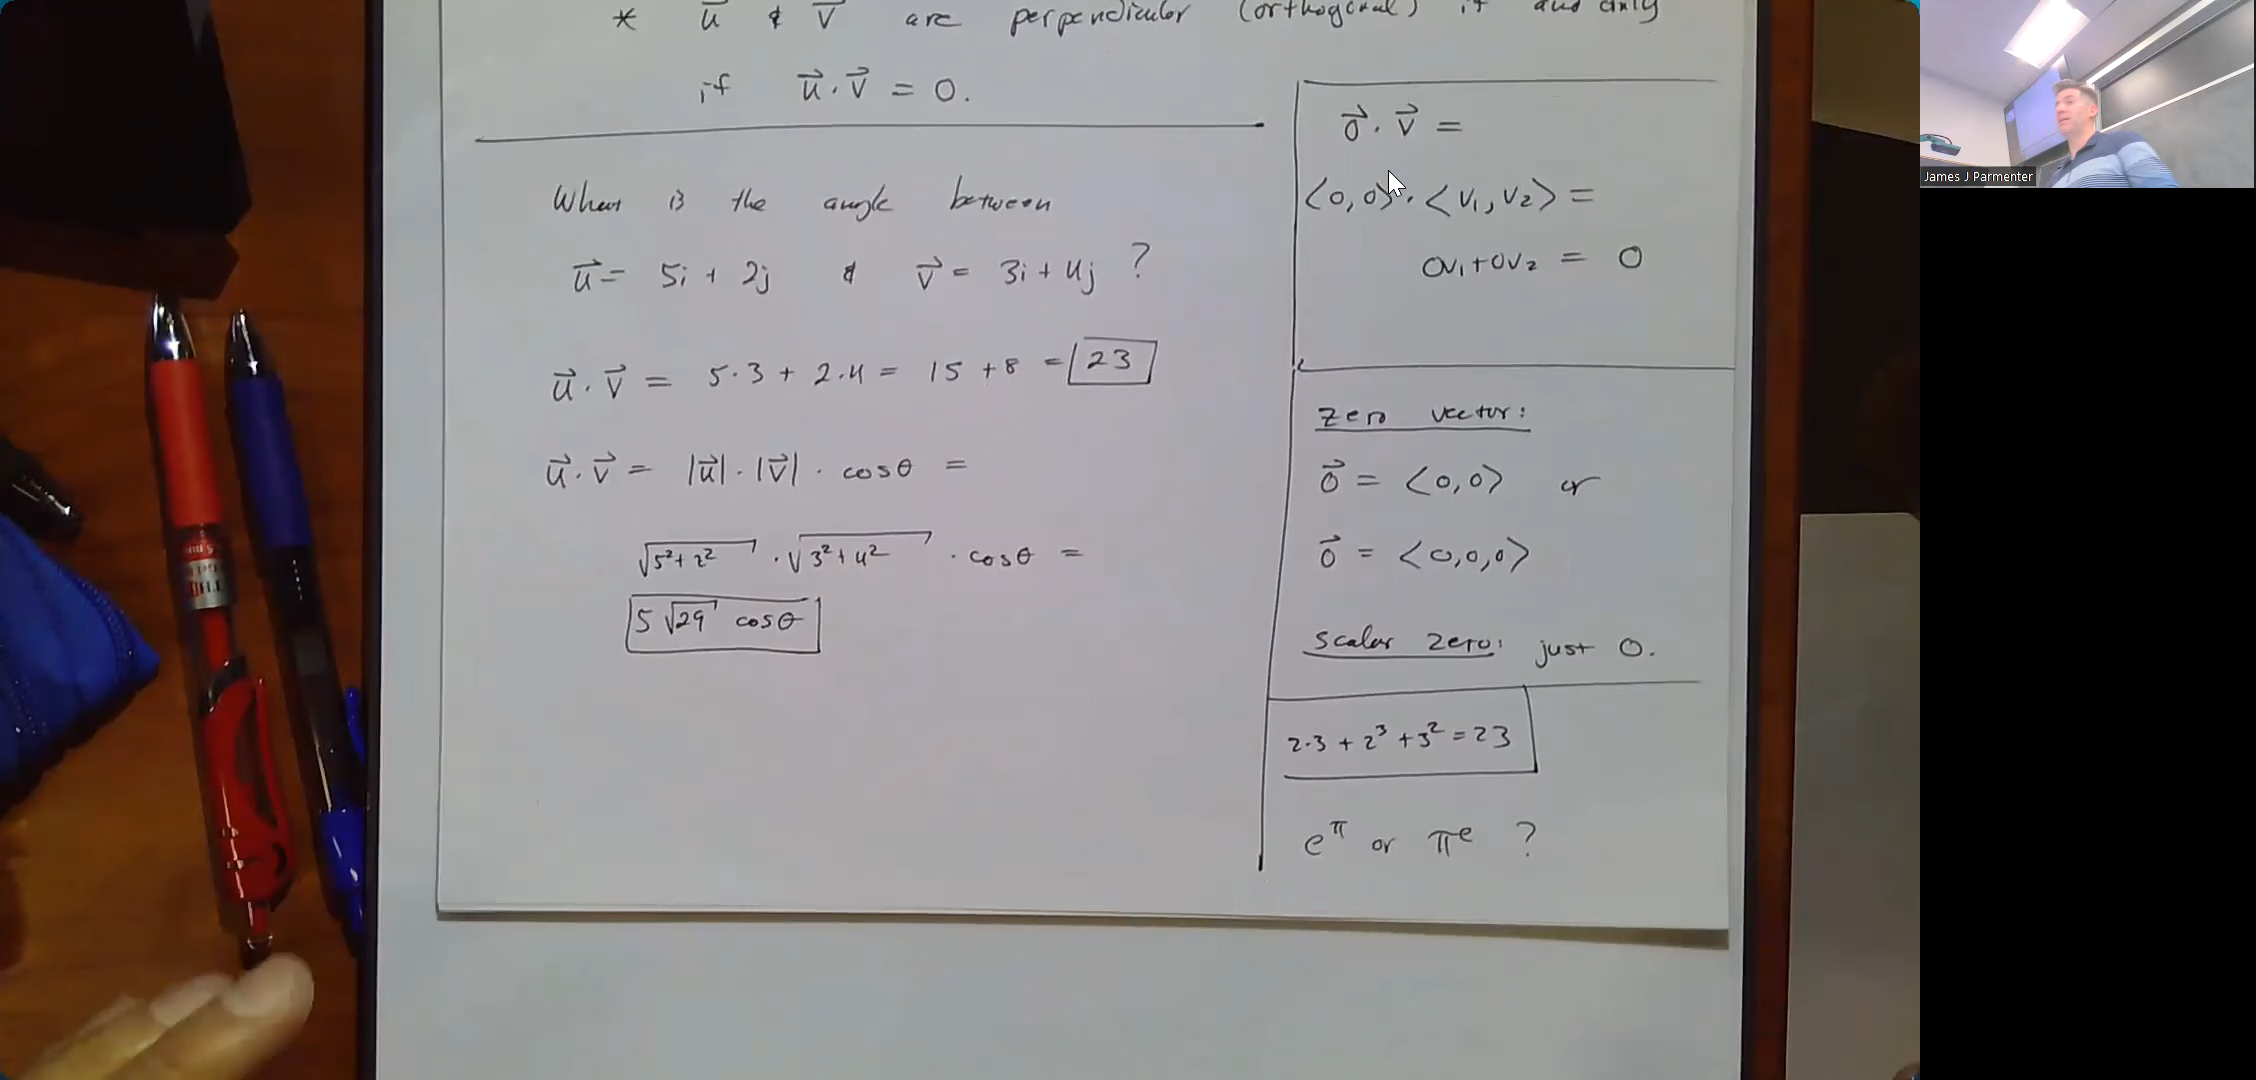 * u⃗ & v⃗ are perpendicular (orthogonal) if and only
if u⃗ · v⃗ = 0.
What is the angle between
u⃗ = 5i + 2j & v⃗ = 3i + 4j ?
u⃗ · v⃗ = 5·3 + 2·4 = 15 + 8 = 23
u⃗ · v⃗ = |u⃗| · |v⃗| · cosθ =
√(5²+2²) · √(3²+4²) · cosθ =
5√29 cosθ
0⃗ · v⃗ =
<0,0> · <v₁, v₂> =
0v₁+0v₂ = 0
Zero vector:
0⃗ = <0,0> or
0⃗ = <0,0,0>
Scalar zero: just 0.
2·3 + 2³ + 3² = 23
e^π or π^e ?
James J Parmenter